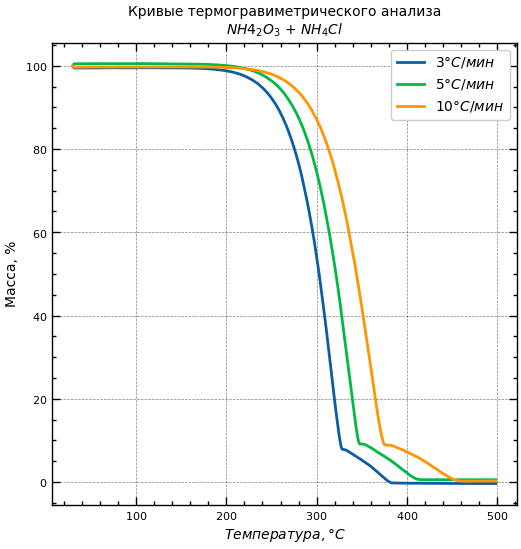 Кривые термогравиметрического анализа
NH4₂O₃ + NH₄Cl
3°C/мин
5°C/мин
10°C/мин
Масса, %
100
80
60
40
20
0
100 200 300 400 500
Температура, °C